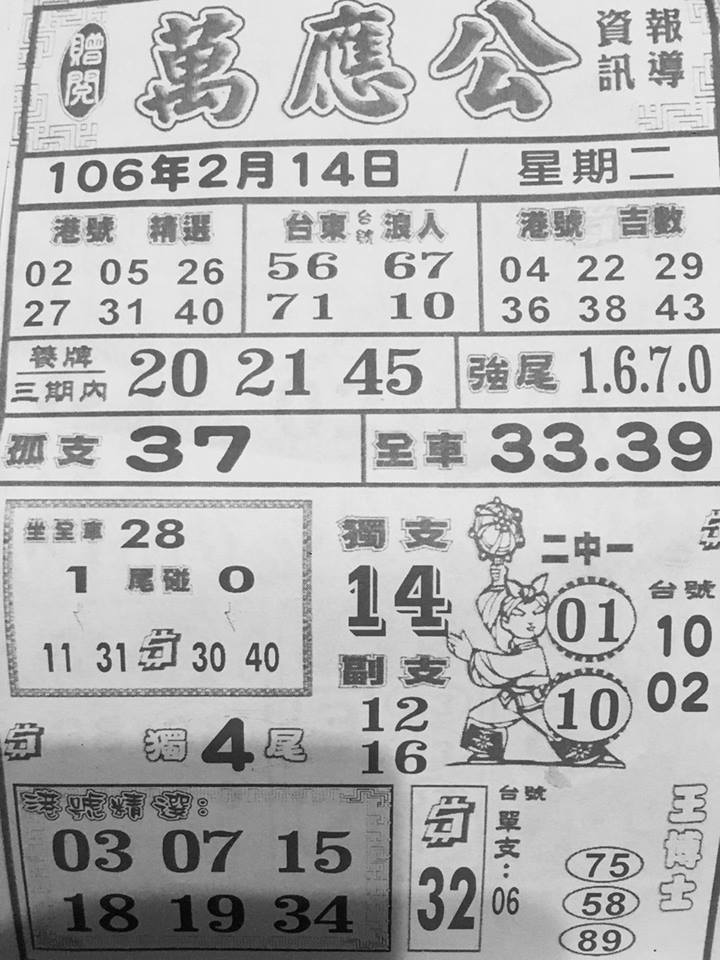 贈閱
萬應公
資訊
報導
106年2月14日 / 星期二
港號 精選
02 05 26
27 31 40
台東台號浪人
56 67
71 10
港號 吉數
04 22 29
36 38 43
養牌
三期內
20 21 45
強尾 1.6.7.0
孤支 37
全車 33.39
坐全車 28
1 尾碰 0
11 31 30 40
獨支
14
副支
12
16
二中一
01
10
台號
10
02
獨4尾
港號精選:
03 07 15
18 19 34
32
台號
單支:
06
王博士
75
58
89